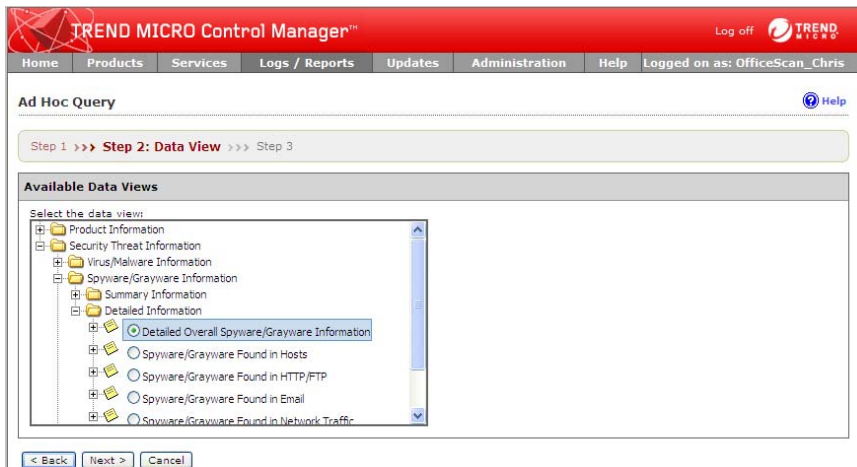 TREND MICRO Control Manager™
Log off
TREND MICRO
Home Products Services Logs / Reports Updates Administration Help Logged on as: OfficeScan_Chris
Ad Hoc Query
Help
Step 1 >>> Step 2: Data View >>> Step 3
Available Data Views
Select the data view:
Product Information
Security Threat Information
Virus/Malware Information
Spyware/Grayware Information
Summary Information
Detailed Information
Detailed Overall Spyware/Grayware Information
Spyware/Grayware Found in Hosts
Spyware/Grayware Found in HTTP/FTP
Spyware/Grayware Found in Email
Spyware/Grayware Found in Network Traffic
< Back Next > Cancel